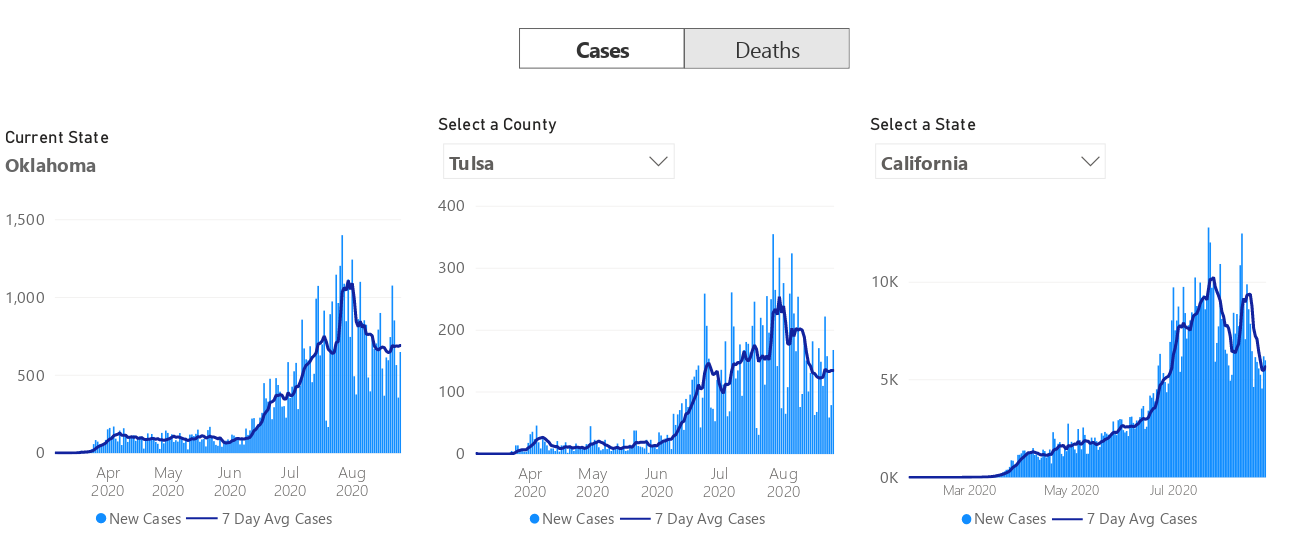 Cases Deaths
Current State
Oklahoma
1,500
1,000
500
0
Apr 2020 May 2020 Jun 2020 Jul 2020 Aug 2020
New Cases 7 Day Avg Cases
Select a County
Tulsa
400
300
200
100
0
Apr 2020 May 2020 Jun 2020 Jul 2020 Aug 2020
New Cases 7 Day Avg Cases
Select a State
California
10K
5K
0K
Mar 2020 May 2020 Jul 2020
New Cases 7 Day Avg Cases